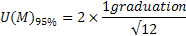 U(M)95% = 2 × 1graduation / √12